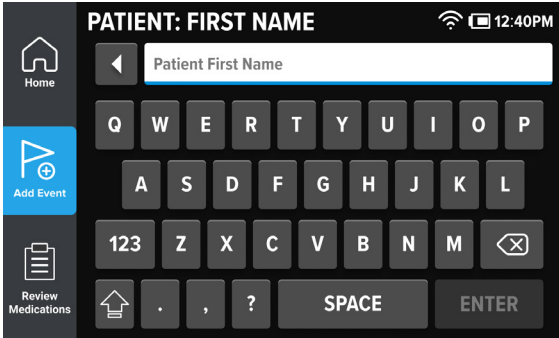 PATIENT: FIRST NAME 12:40PM
Home
Patient First Name
Q W E R T Y U I O P
Add Event
A S D F G H J K L
123 Z X C V B N M
Review
Medications
. , ? SPACE ENTER